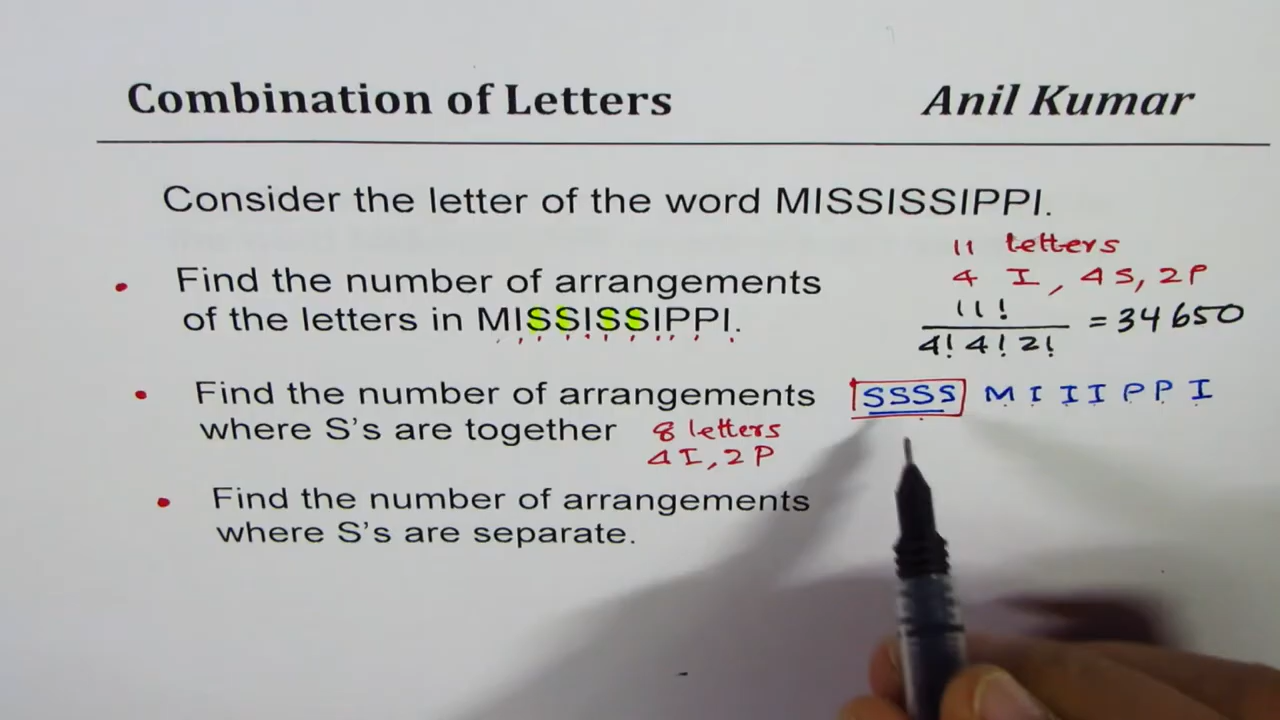 Combination of Letters Anil Kumar
Consider the letter of the word MISSISSIPPI.
11 letters
4 I, 4 S, 2 P
• Find the number of arrangements
of the letters in MISSISSIPPI.
11!
4! 4! 2!
= 34650
• Find the number of arrangements
where S's are together
SSSS M I I I P P I
8 letters
4 I, 2 P
• Find the number of arrangements
where S's are separate.